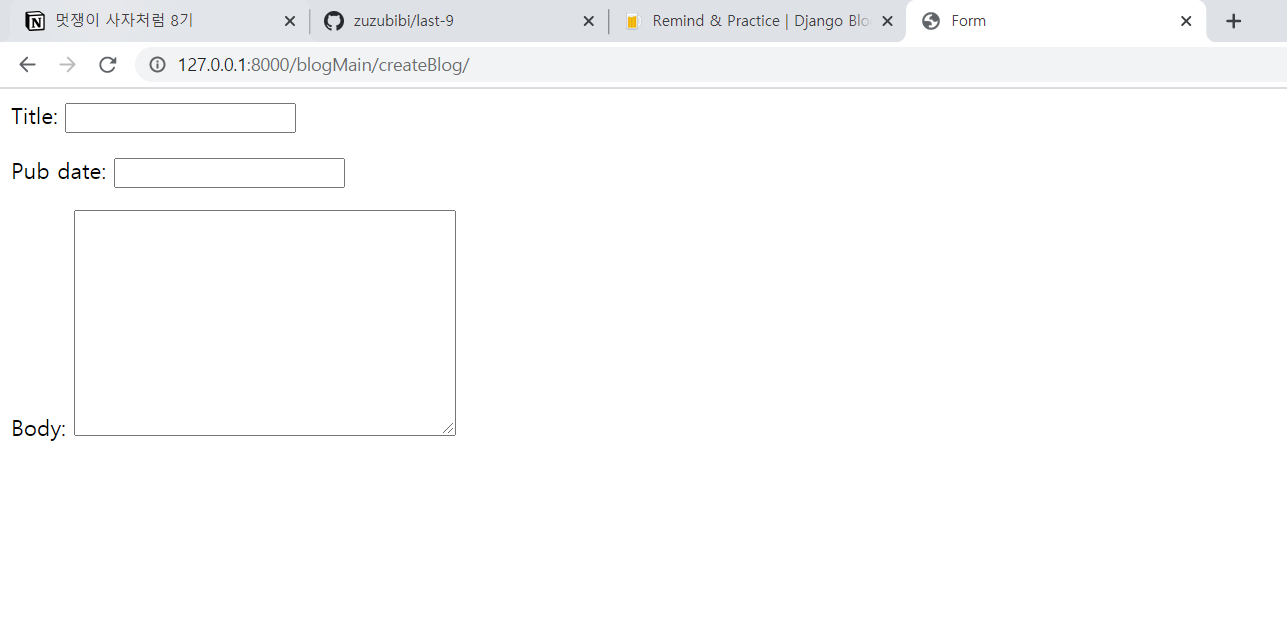 멋쟁이 사자처럼 8기
zuzubibi/last-9
Remind & Practice | Django Blo
Form
127.0.0.1:8000/blogMain/createBlog/
Title:
Pub date:
Body: